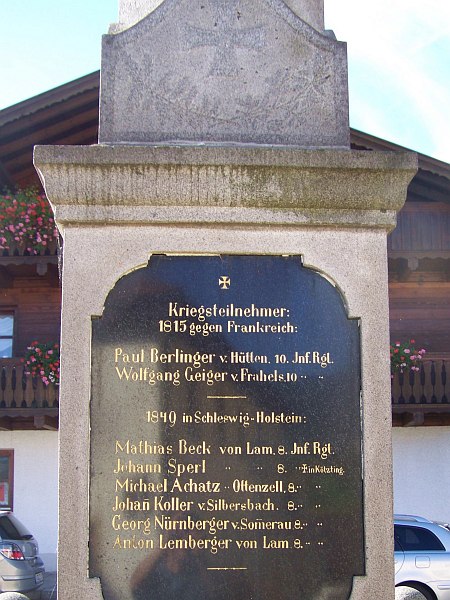 Kriegsteilnehmer:
1815 gegen Frankreich:
Paul Berlinger v. Hütten, 10. Jnf. Rgl.
Wolfgang Geiger v. Frahels. 10 " "
1849 in Schleswig-Holstein:
Mathias Beck von Lam, 8. Jnf. Rgl.
Johann Sperl " " 8. " ✝ in Kötzting.
Michael Achatz " Ottenzell, 8. " "
Johañ Koller v. Silbersbach, 8. " "
Georg Nürnberger v. Somerau 8. " "
Anton Lemberger von Lam 8. " "